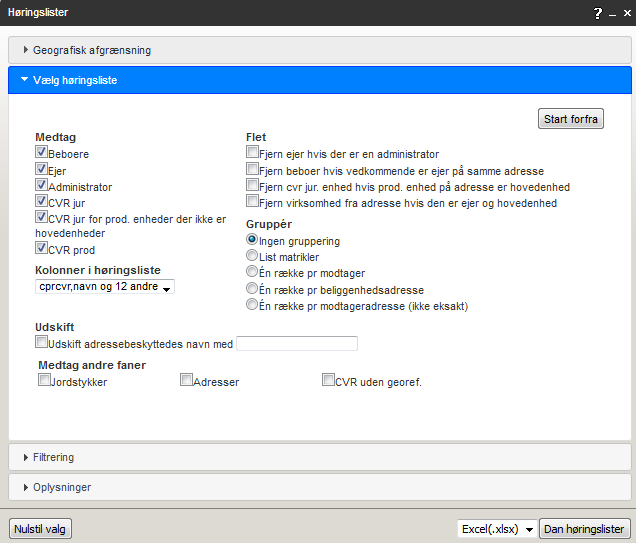 Høringslister
? _ ×
Geografisk afgrænsning
Vælg høringsliste
Start forfra
Medtag
Beboere
Ejer
Administrator
CVR jur
CVR jur for prod. enheder der ikke er
hovedenheder
CVR prod
Kolonner i høringsliste
cprcvr,navn og 12 andre
Flet
Fjern ejer hvis der er en administrator
Fjern beboer hvis vedkommende er ejer på samme adresse
Fjern cvr jur. enhed hvis prod. enhed på adresse er hovedenhed
Fjern virksomhed fra adresse hvis den er ejer og hovedenhed
Gruppér
Ingen gruppering
List matrikler
Én række pr modtager
Én række pr beliggenhedsadresse
Én række pr modtageradresse (ikke eksakt)
Udskift
Udskift adressebeskyttedes navn med
Medtag andre faner
Jordstykker Adresser CVR uden georef.
Filtrering
Oplysninger
Nulstil valg Excel(.xlsx) Dan høringslister